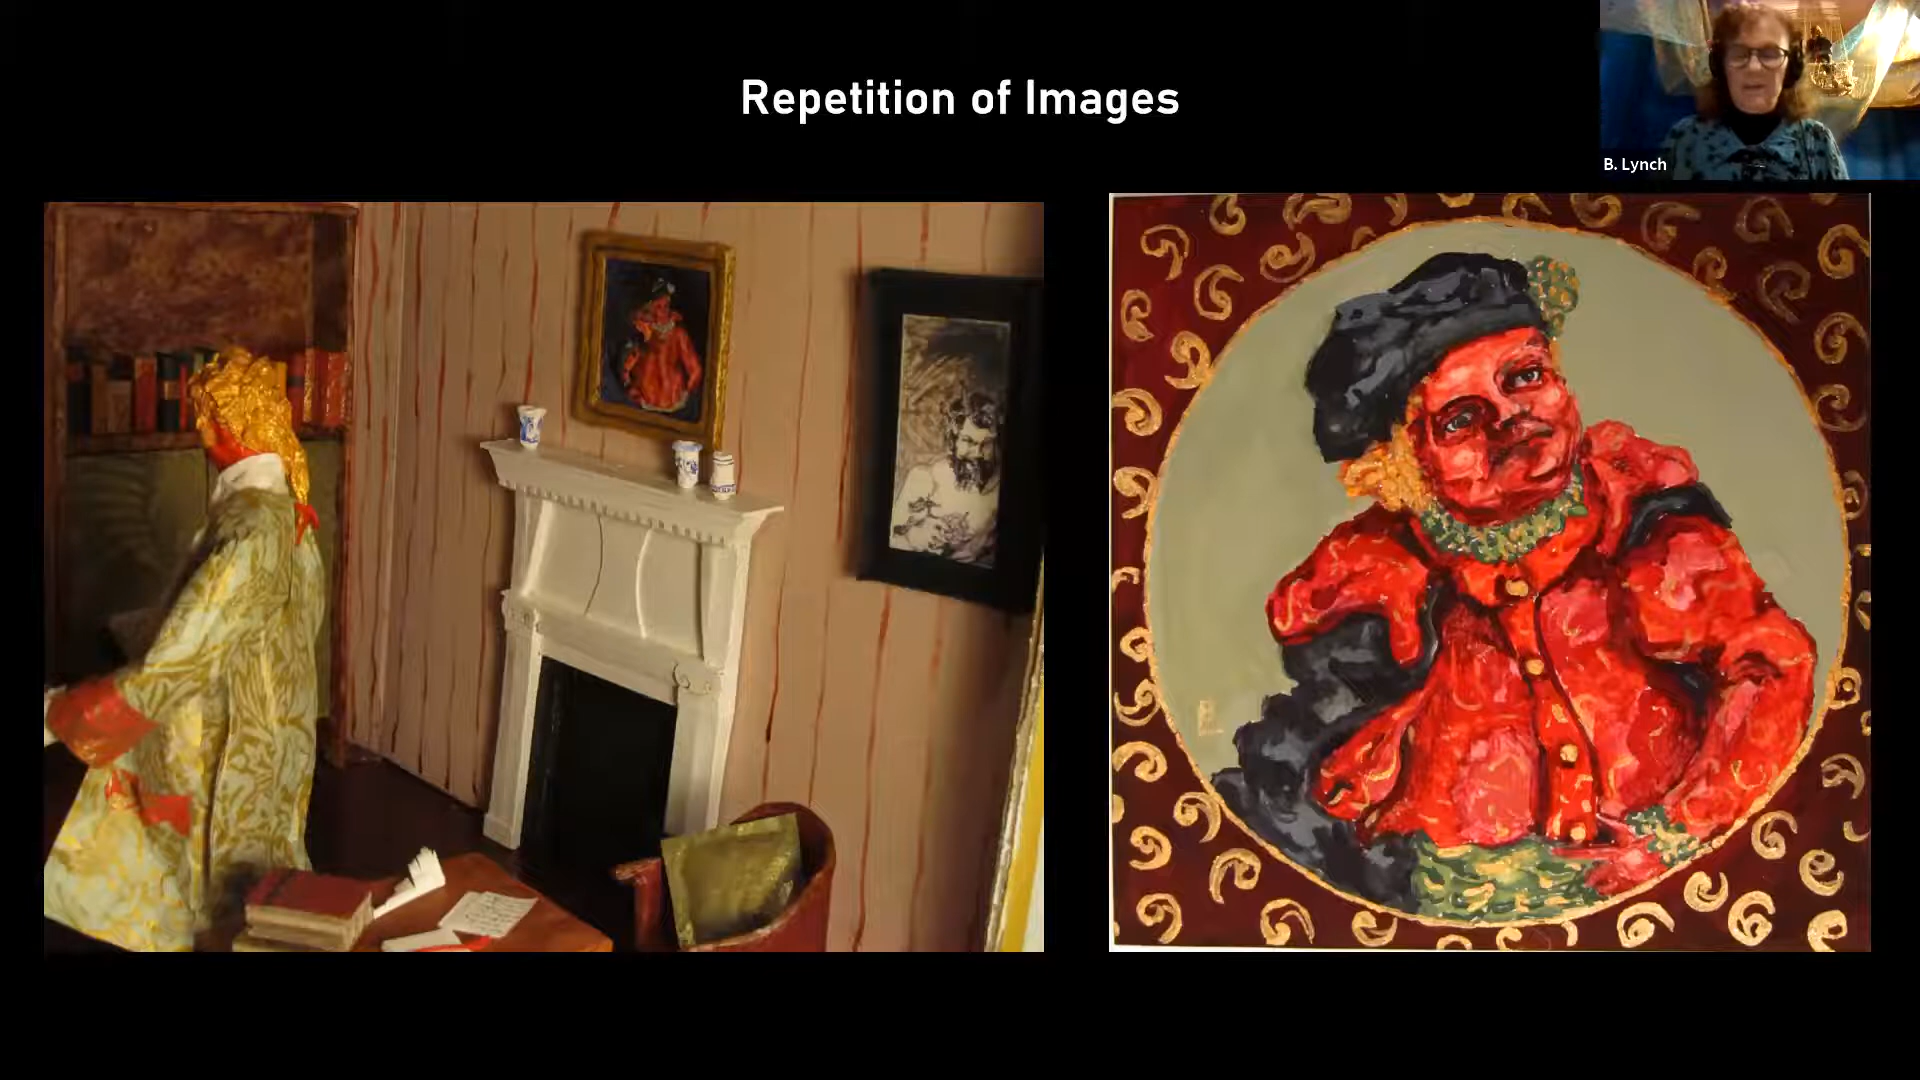 Repetition of Images
B. Lynch